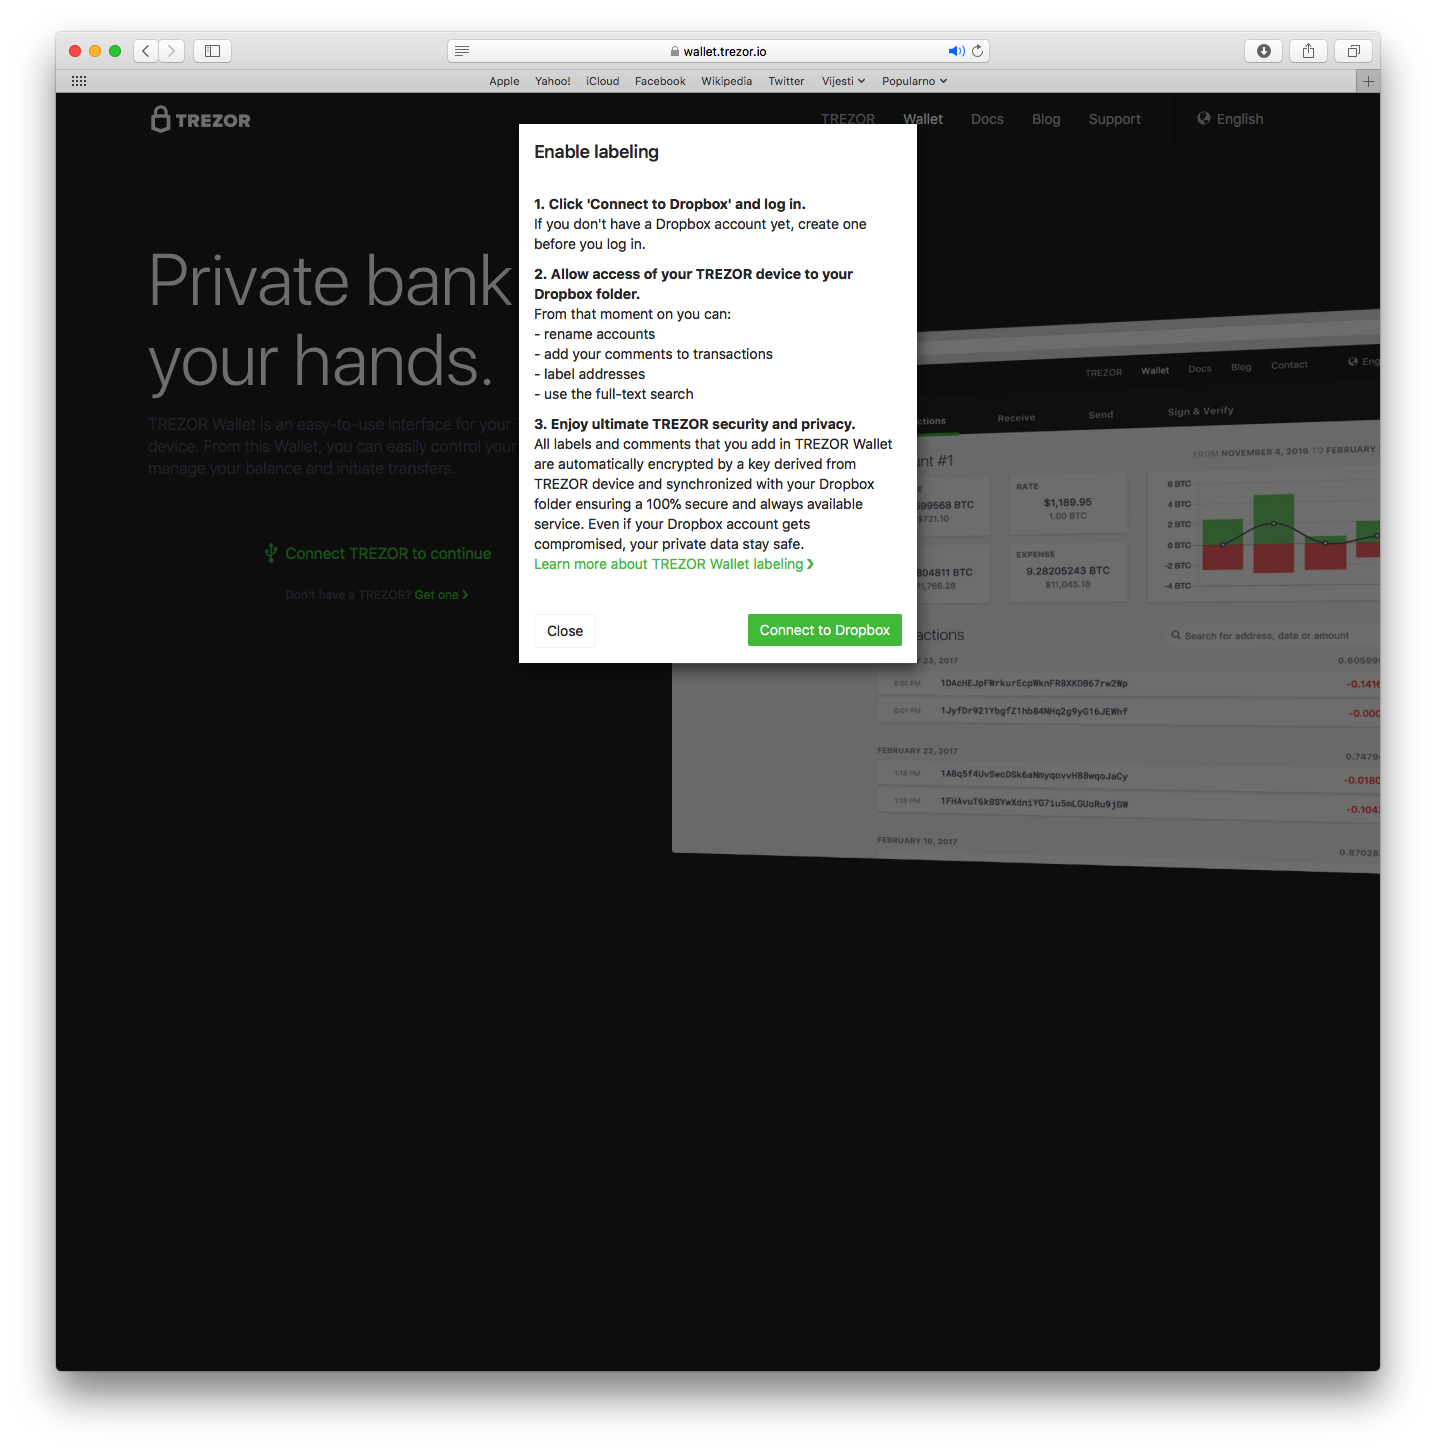 wallet.trezor.io
Apple Yahoo! iCloud Facebook Wikipedia Twitter Vijesti Popularno
TREZOR
TREZOR Wallet Docs Blog Support English
Private bank
your hands.
TREZOR Wallet is an easy-to-use interface for your
device. From this Wallet, you can easily control your
manage your balance and initiate transfers.
Connect TREZOR to continue
Don't have a TREZOR? Get one
Enable labeling
1. Click 'Connect to Dropbox' and log in.
If you don't have a Dropbox account yet, create one
before you log in.
2. Allow access of your TREZOR device to your
Dropbox folder.
From that moment on you can:
- rename accounts
- add your comments to transactions
- label addresses
- use the full-text search
3. Enjoy ultimate TREZOR security and privacy.
All labels and comments that you add in TREZOR Wallet
are automatically encrypted by a key derived from
TREZOR device and synchronized with your Dropbox
folder ensuring a 100% secure and always available
service. Even if your Dropbox account gets
compromised, your private data stay safe.
Learn more about TREZOR Wallet labeling
Close Connect to Dropbox
TREZOR Wallet Docs Blog Contact Eng
ctions Receive Send Sign & Verify
unt #1
FROM NOVEMBER 4, 2016 TO FEBRUARY
599568 BTC
$721.10
RATE
$1,189.95
1.00 BTC
804811 BTC
11,766.28
EXPENSE
9.28205243 BTC
$11,045.18
6 BTC
4 BTC
2 BTC
0 BTC
-2 BTC
-4 BTC
actions
Search for address, date or amount
23, 2017 0.60599
8:01 PM 1DAcHEJpFWrkurEcpWknFR8XKDB67rw2Wp -0.1416
8:01 PM 1JyfDr921YbgfZ1hb84NHq2g9yG16JEWhf -0.000
FEBRUARY 22, 2017 0.7479
1:18 PM 1ABq5f4UvSwcDSk6aNmyqovvH88wqoJaCy -0.0180
1:18 PM 1FHAvuT6kBSYwXdniYG7iu5mLGUoRu9jGW -0.104
FEBRUARY 16, 2017 0.87028